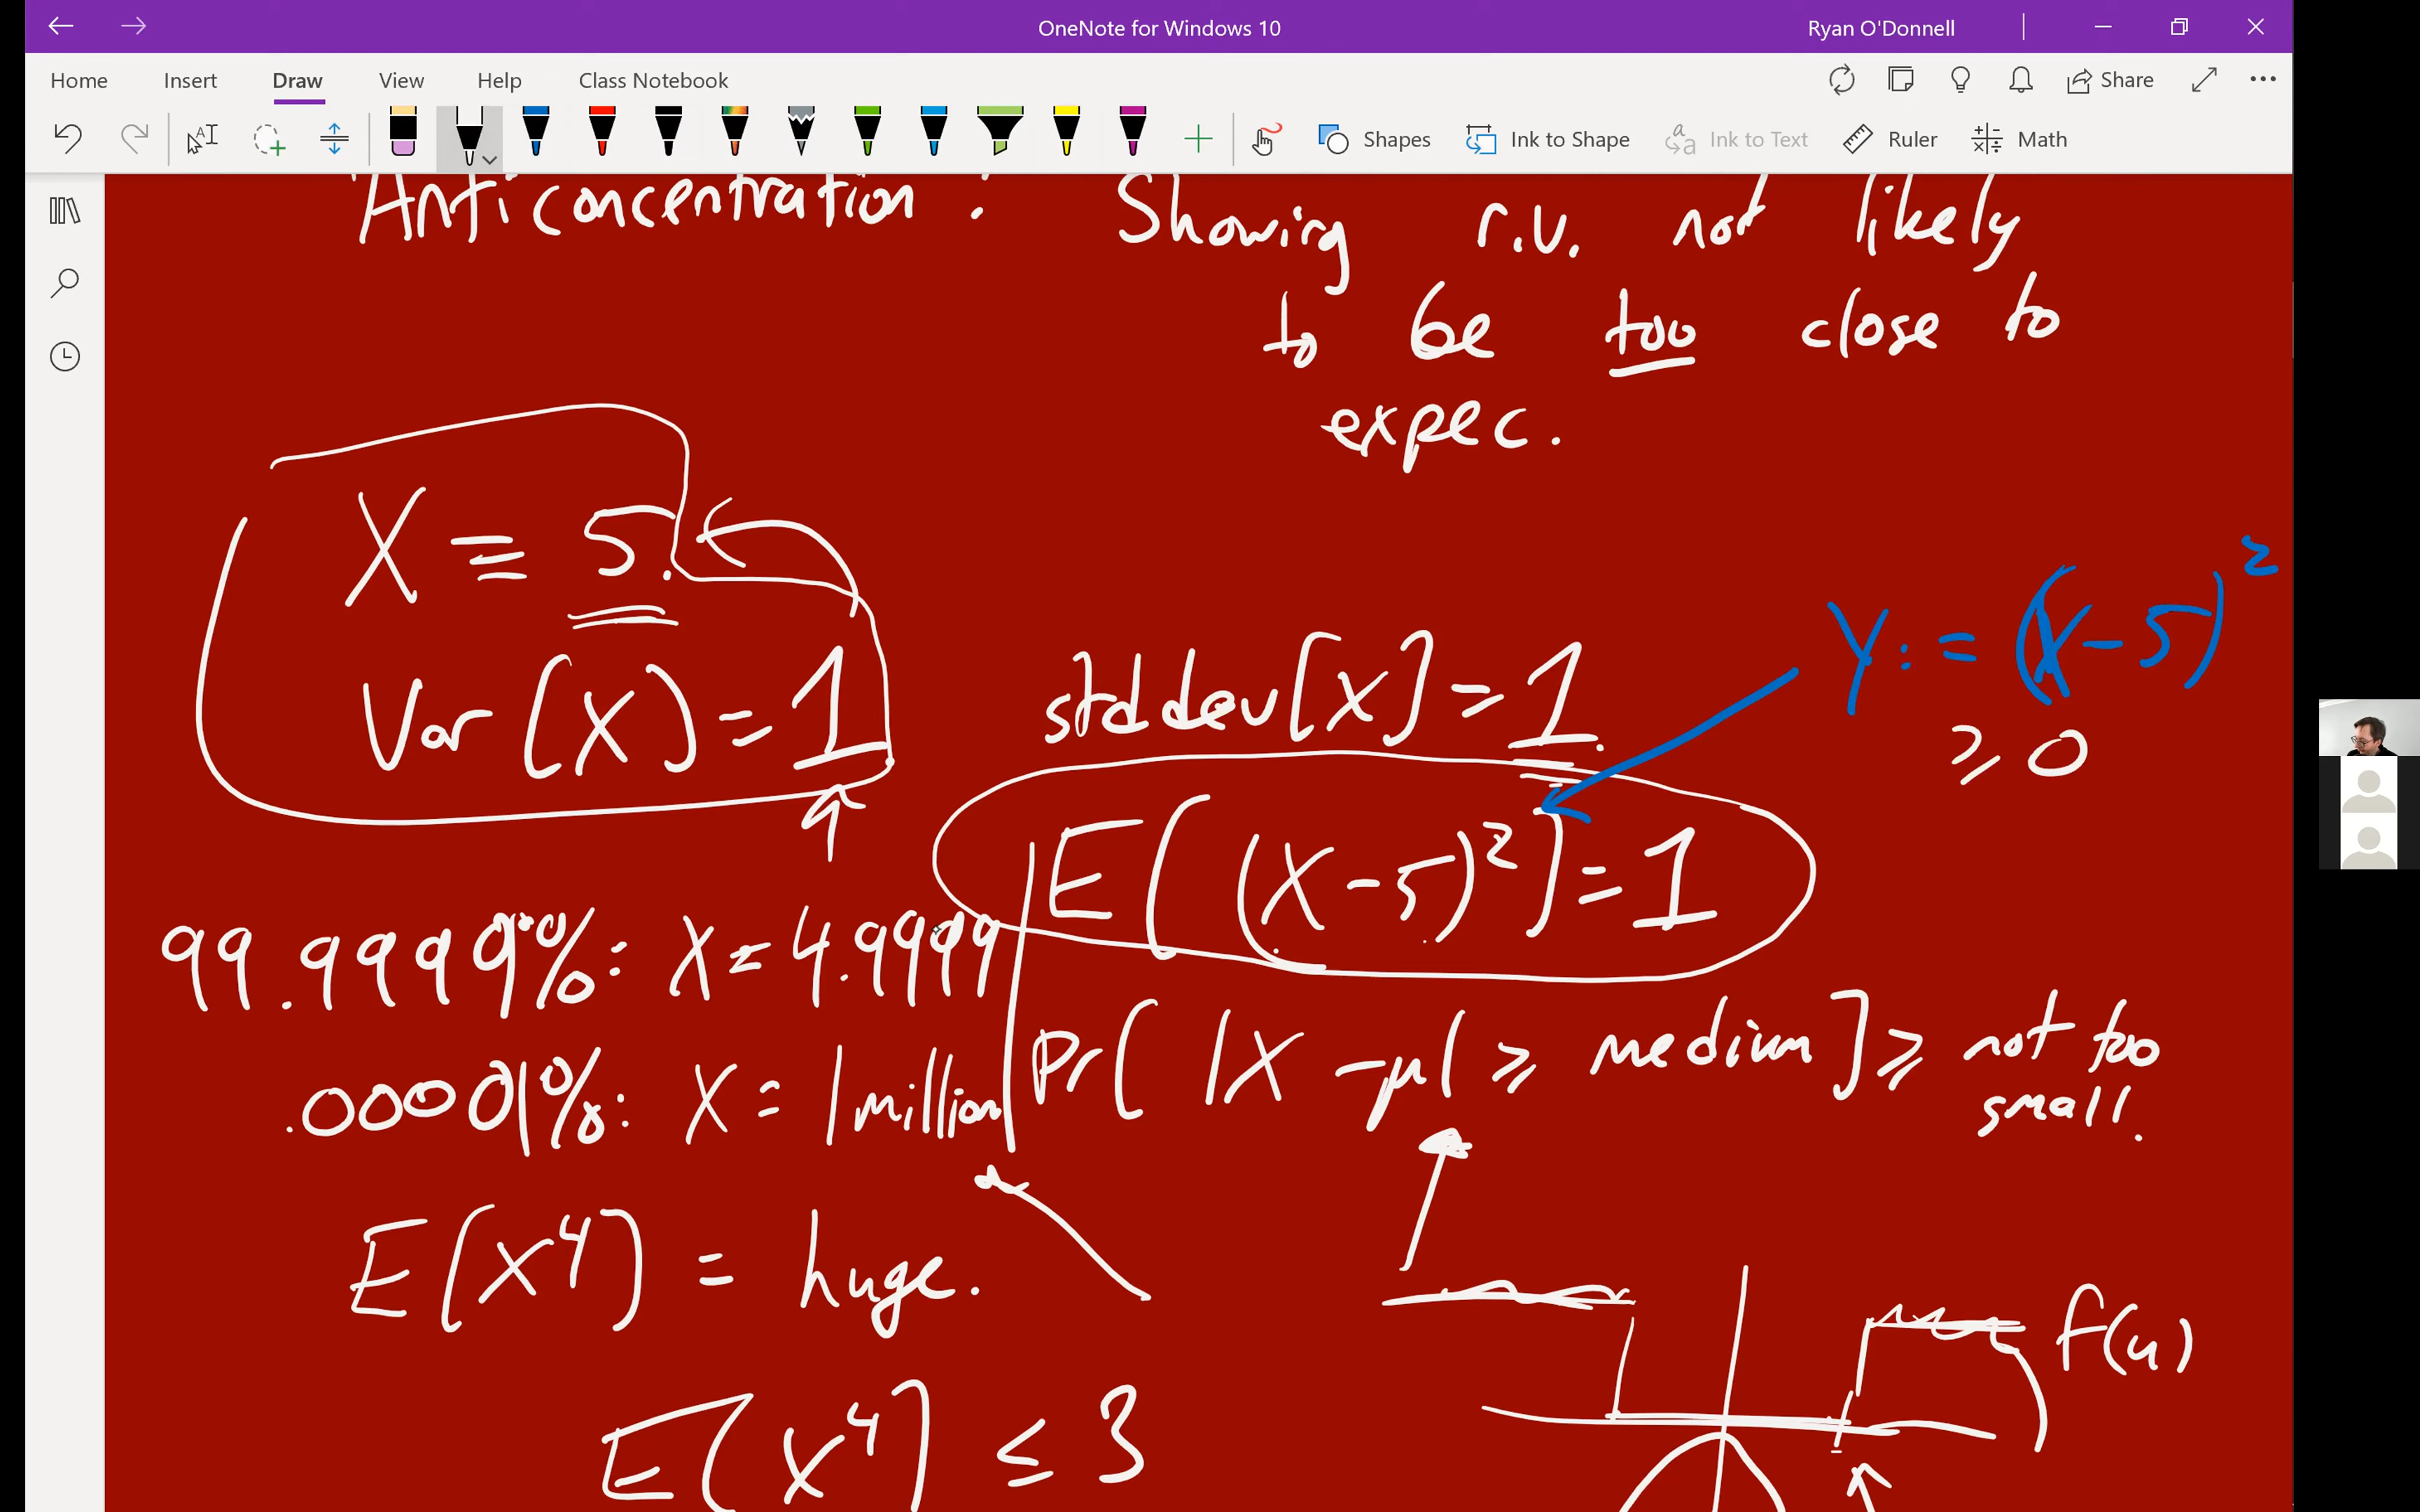 OneNote for Windows 10
Ryan O'Donnell
Home Insert Draw View Help Class Notebook
Share
Shapes Ink to Shape Ink to Text Ruler Math
Anticoncentration : Showing r.v. not likely
to be too close to
expec.
X = 5.
Var(X) = 1
stddev[X] = 1.
Y := (X-5)²
≥ 0
E[(X-5)²] = 1
99.9999%: X = 4.9999
.00001%: X = 1 million
Pr[|X-μ| ≥ medium] ≥ not too
small.
E[X⁴] = huge.
f(u)
E[X⁴] ≤ 3